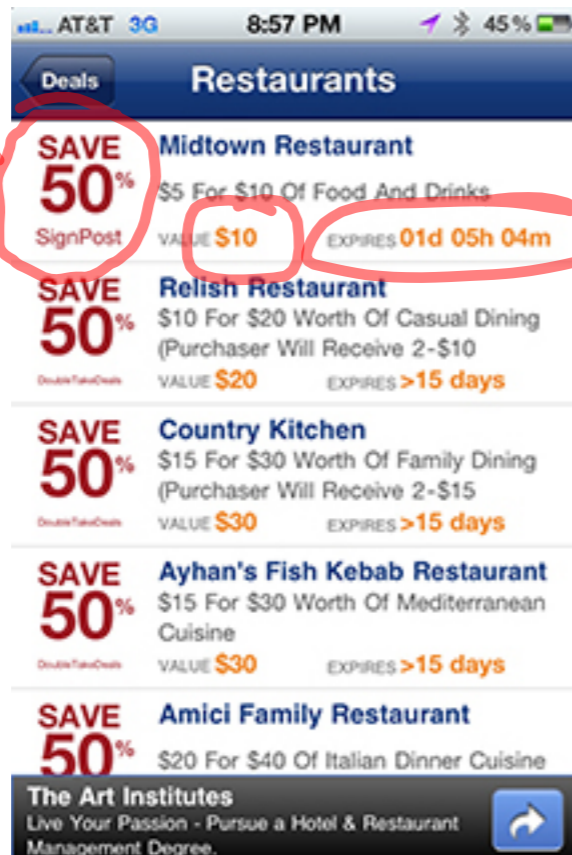 AT&T 3G 8:57 PM 45%
Deals Restaurants
SAVE
50%
SignPost
Midtown Restaurant
$5 For $10 Of Food And Drinks
VALUE $10 EXPIRES 01d 05h 04m
SAVE
50%
DoubleTakeDeals
Relish Restaurant
$10 For $20 Worth Of Casual Dining
(Purchaser Will Receive 2-$10
VALUE $20 EXPIRES >15 days
SAVE
50%
DoubleTakeDeals
Country Kitchen
$15 For $30 Worth Of Family Dining
(Purchaser Will Receive 2-$15
VALUE $30 EXPIRES >15 days
SAVE
50%
DoubleTakeDeals
Ayhan's Fish Kebab Restaurant
$15 For $30 Worth Of Mediterranean
Cuisine
VALUE $30 EXPIRES >15 days
SAVE
50%
Amici Family Restaurant
$20 For $40 Of Italian Dinner Cuisine
The Art Institutes
Live Your Passion - Pursue a Hotel & Restaurant
Management Degree.